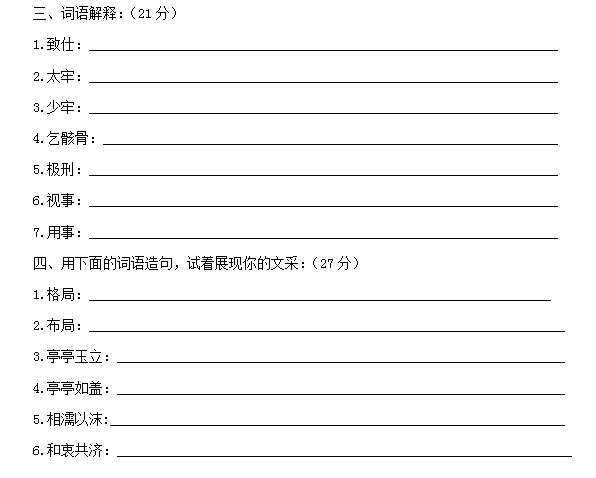 三、词语解释:(21分)
1.致仕:
2.太牢:
3.少牢:
4.乞骸骨:
5.极刑:
6.视事:
7.用事:
四、用下面的词语造句,试着展现你的文采:(27分)
1.格局:
2.布局:
3.亭亭玉立:
4.亭亭如盖:
5.相濡以沫:
6.和衷共济: